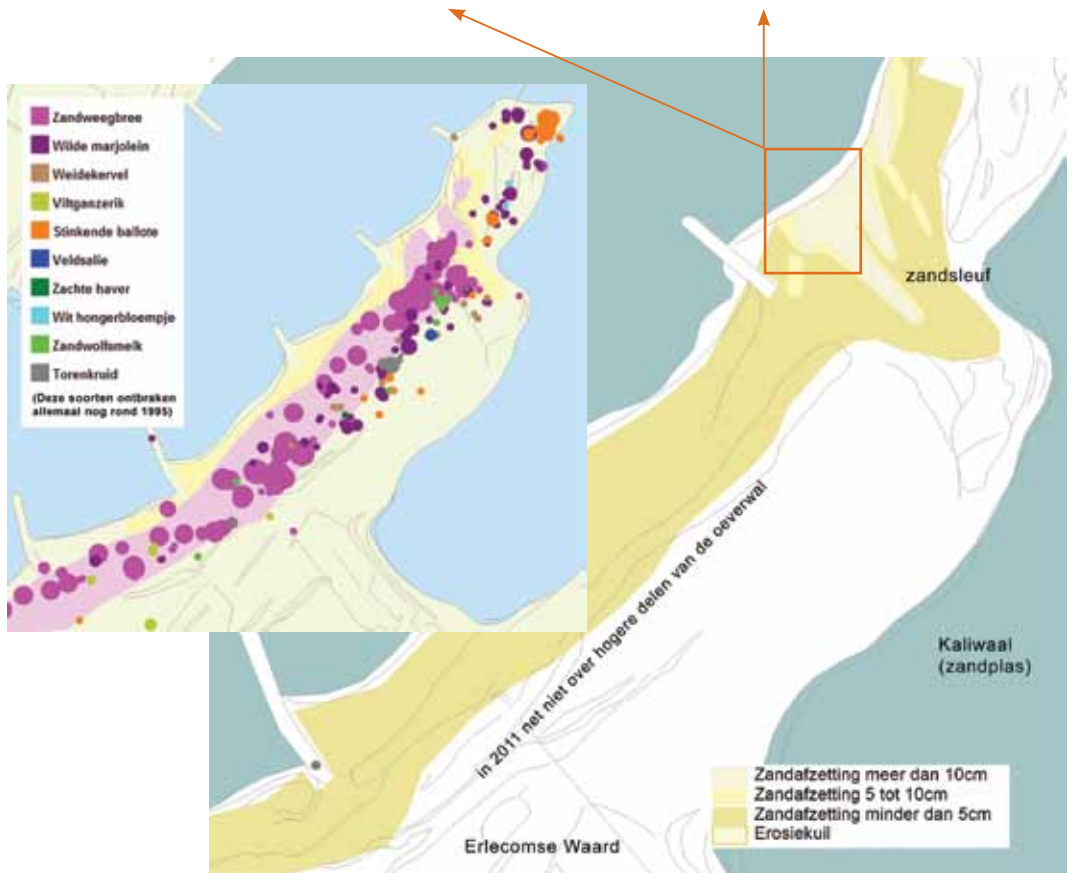 Zandweegbree
Wilde marjolein
Weidekervel
Viltganzerik
Stinkende ballote
Veldsalie
Zachte haver
Wit hongerbloempje
Zandwolfsmelk
Torenkruid
(Deze soorten ontbraken
allemaal nog rond 1995)
zandsleuf
in 2011 net niet over hogere delen van de oeverwal
Kaliwaal
(zandplas)
Zandafzetting meer dan 10cm
Zandafzetting 5 tot 10cm
Zandafzetting minder dan 5cm
Erosiekuil
Erlecomse Waard